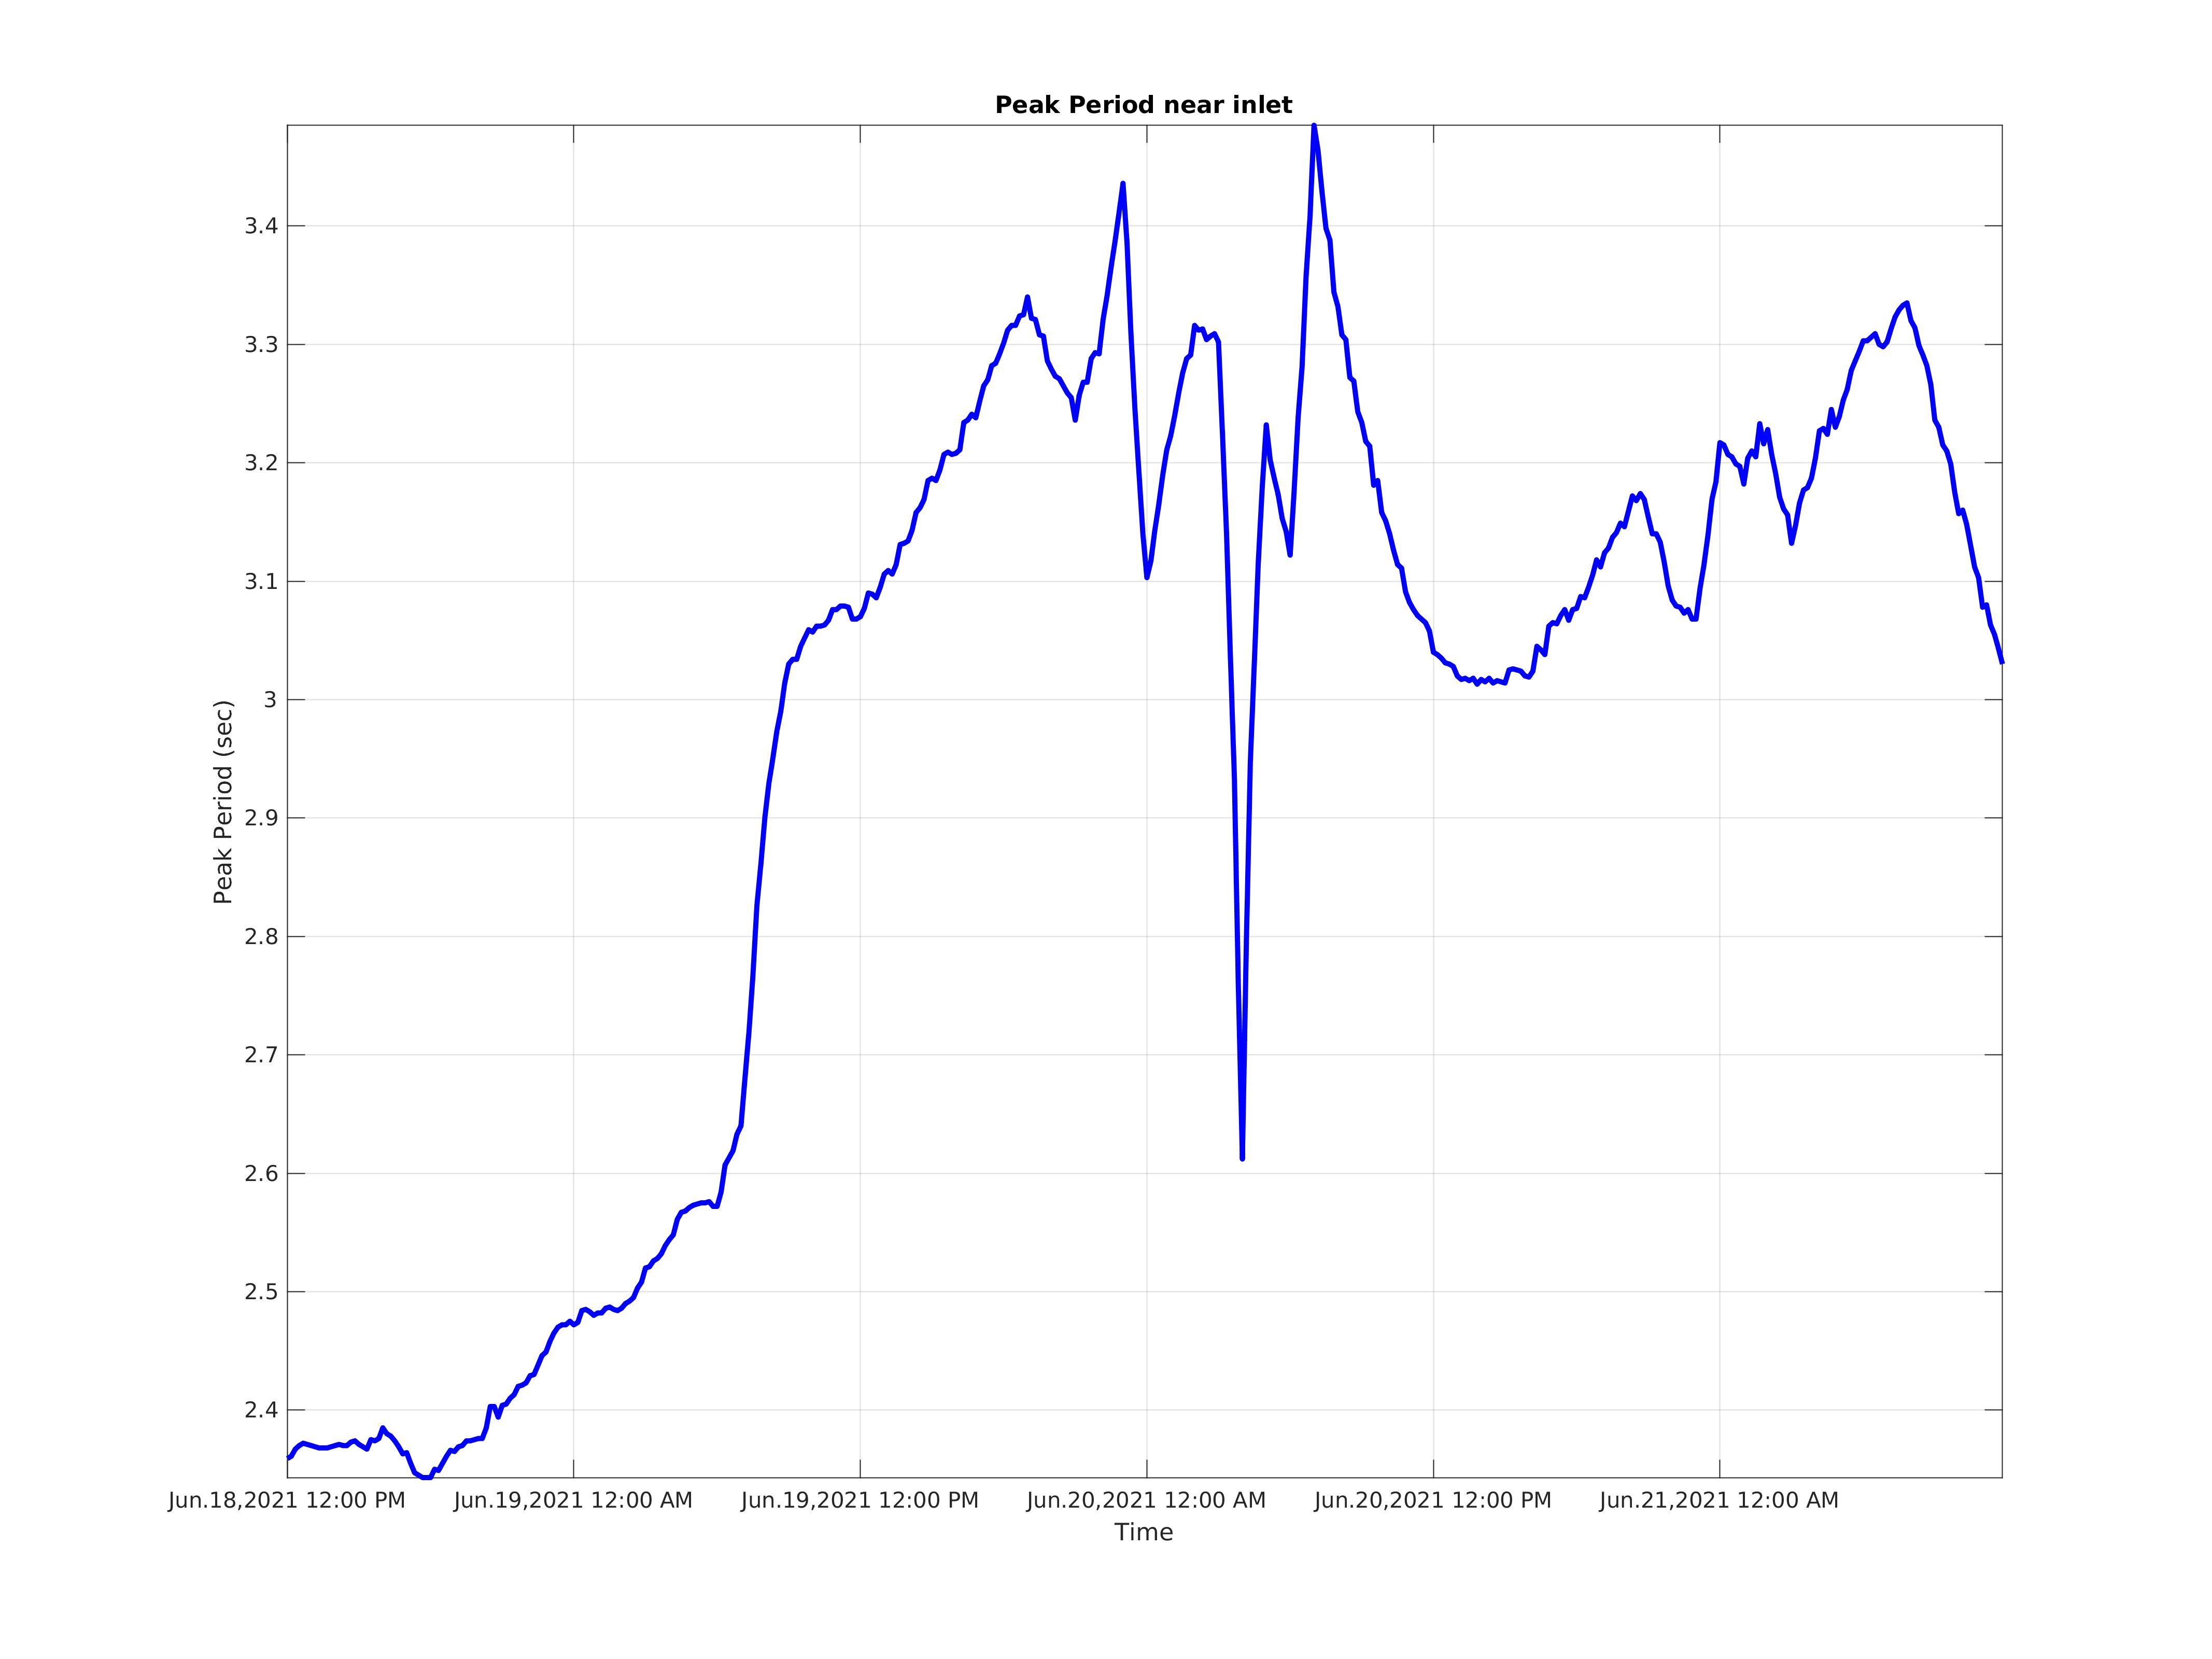 Peak Period near inlet
3.4
3.3
3.2
3.1
3
2.9
2.8
2.7
2.6
2.5
2.4
Peak Period (sec)
Jun.18,2021 12:00 PM
Jun.19,2021 12:00 AM
Jun.19,2021 12:00 PM
Jun.20,2021 12:00 AM
Jun.20,2021 12:00 PM
Jun.21,2021 12:00 AM
Time